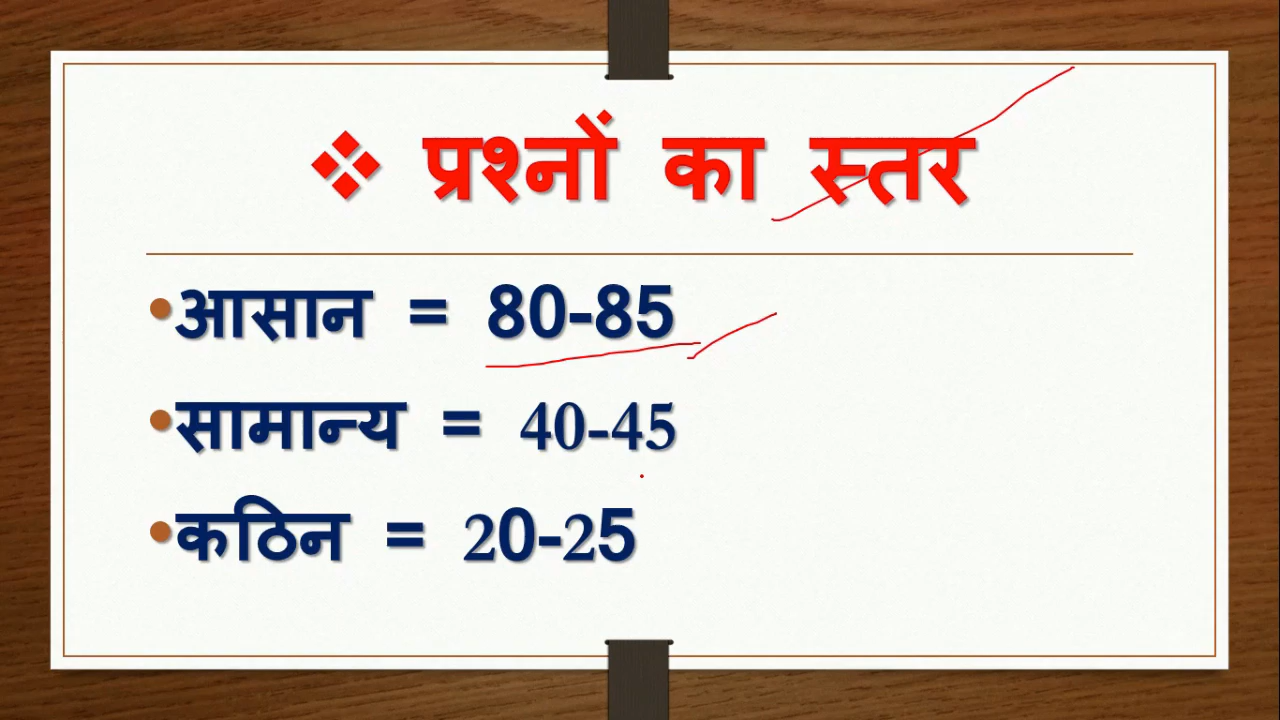 ❖ प्रश्नों का स्तर
•आसान = 80-85
•सामान्य = 40-45
•कठिन = 20-25